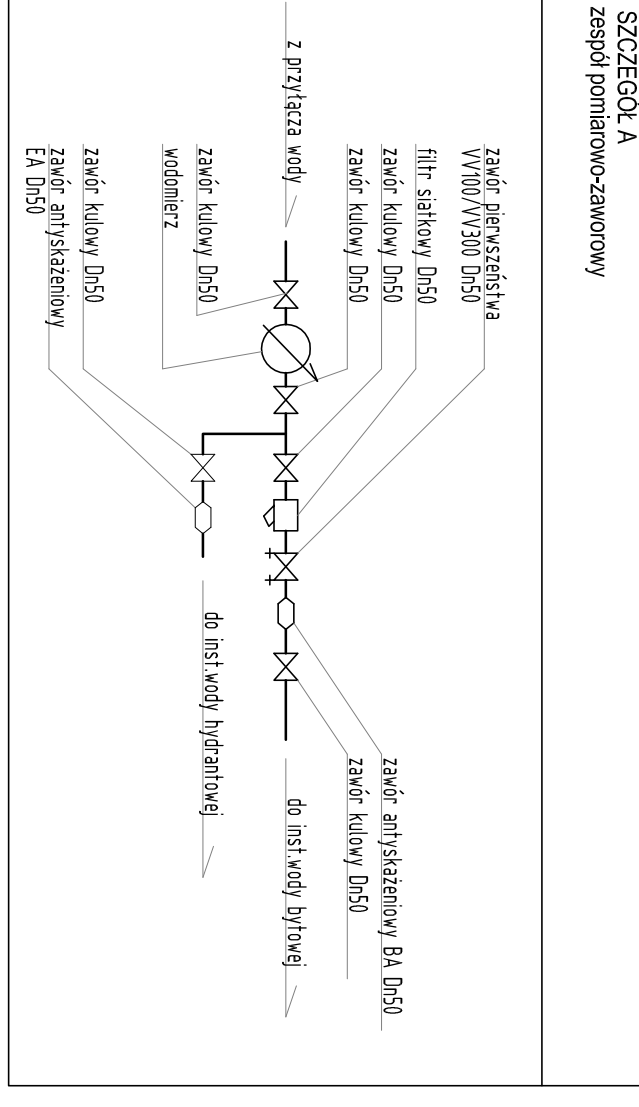 SZCZEGÓŁ A
zespół pomiarowo-zaworowy
zawór pierwszeństwa
VV100/VV300 Dn50
filtr siatkowy Dn50
zawór kulowy Dn50
zawór kulowy Dn50
z przyłącza wody
zawór kulowy Dn50
wodomierz
zawór kulowy Dn50
zawór antyskażeniowy
EA Dn50
zawór antyskażeniowy BA Dn50
zawór kulowy Dn50
do inst.wody bytowej
do inst.wody hydrantowej